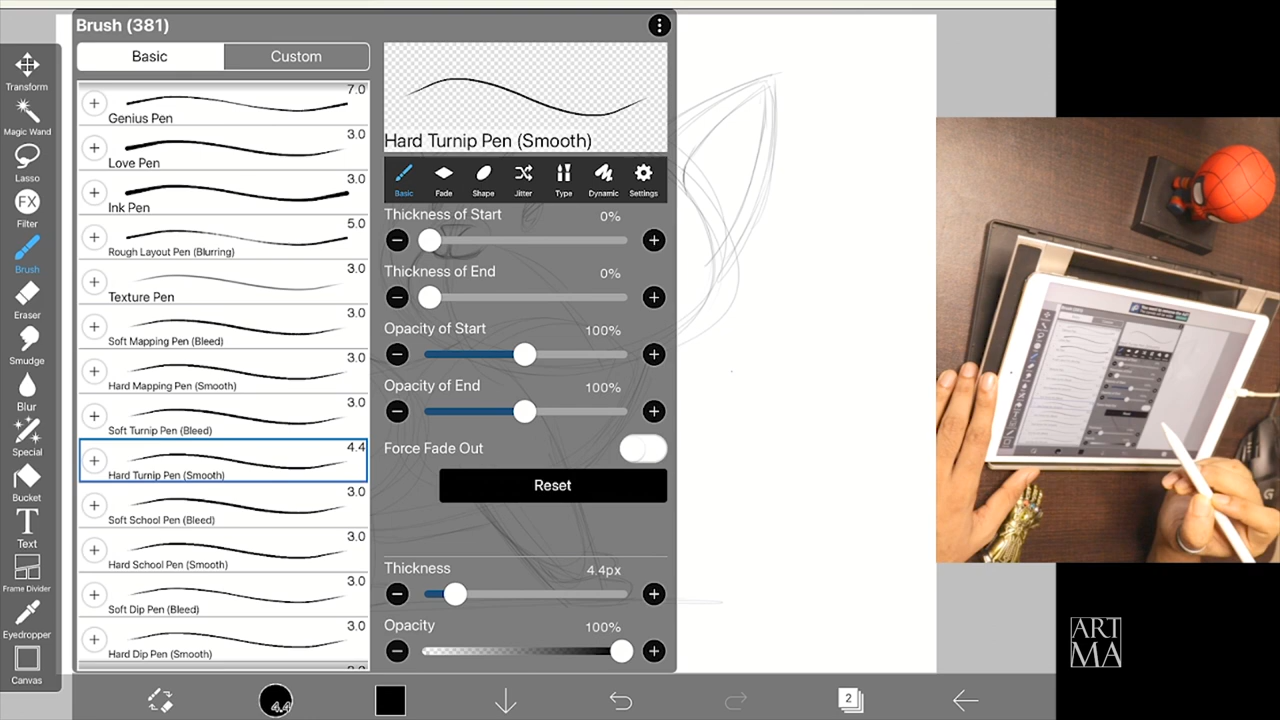 Brush (381)
Basic
Custom
7.0
Genius Pen
3.0
Love Pen
3.0
Ink Pen
5.0
Rough Layout Pen (Blurring)
3.0
Texture Pen
3.0
Soft Mapping Pen (Bleed)
3.0
Hard Mapping Pen (Smooth)
3.0
Soft Turnip Pen (Bleed)
4.4
Hard Turnip Pen (Smooth)
3.0
Soft School Pen (Bleed)
3.0
Hard School Pen (Smooth)
3.0
Soft Dip Pen (Bleed)
3.0
Hard Dip Pen (Smooth)
Hard Turnip Pen (Smooth)
Basic
Fade
Shape
Jitter
Type
Dynamic
Settings
Thickness of Start 0%
Thickness of End 0%
Opacity of Start 100%
Opacity of End 100%
Force Fade Out
Reset
Thickness 4.4px
Opacity 100%
Transform
Magic Wand
Lasso
FX
Filter
Brush
Eraser
Smudge
Blur
Special
Bucket
T
Text
Frame Divider
Eyedropper
Canvas
4.4
2
ART
MA